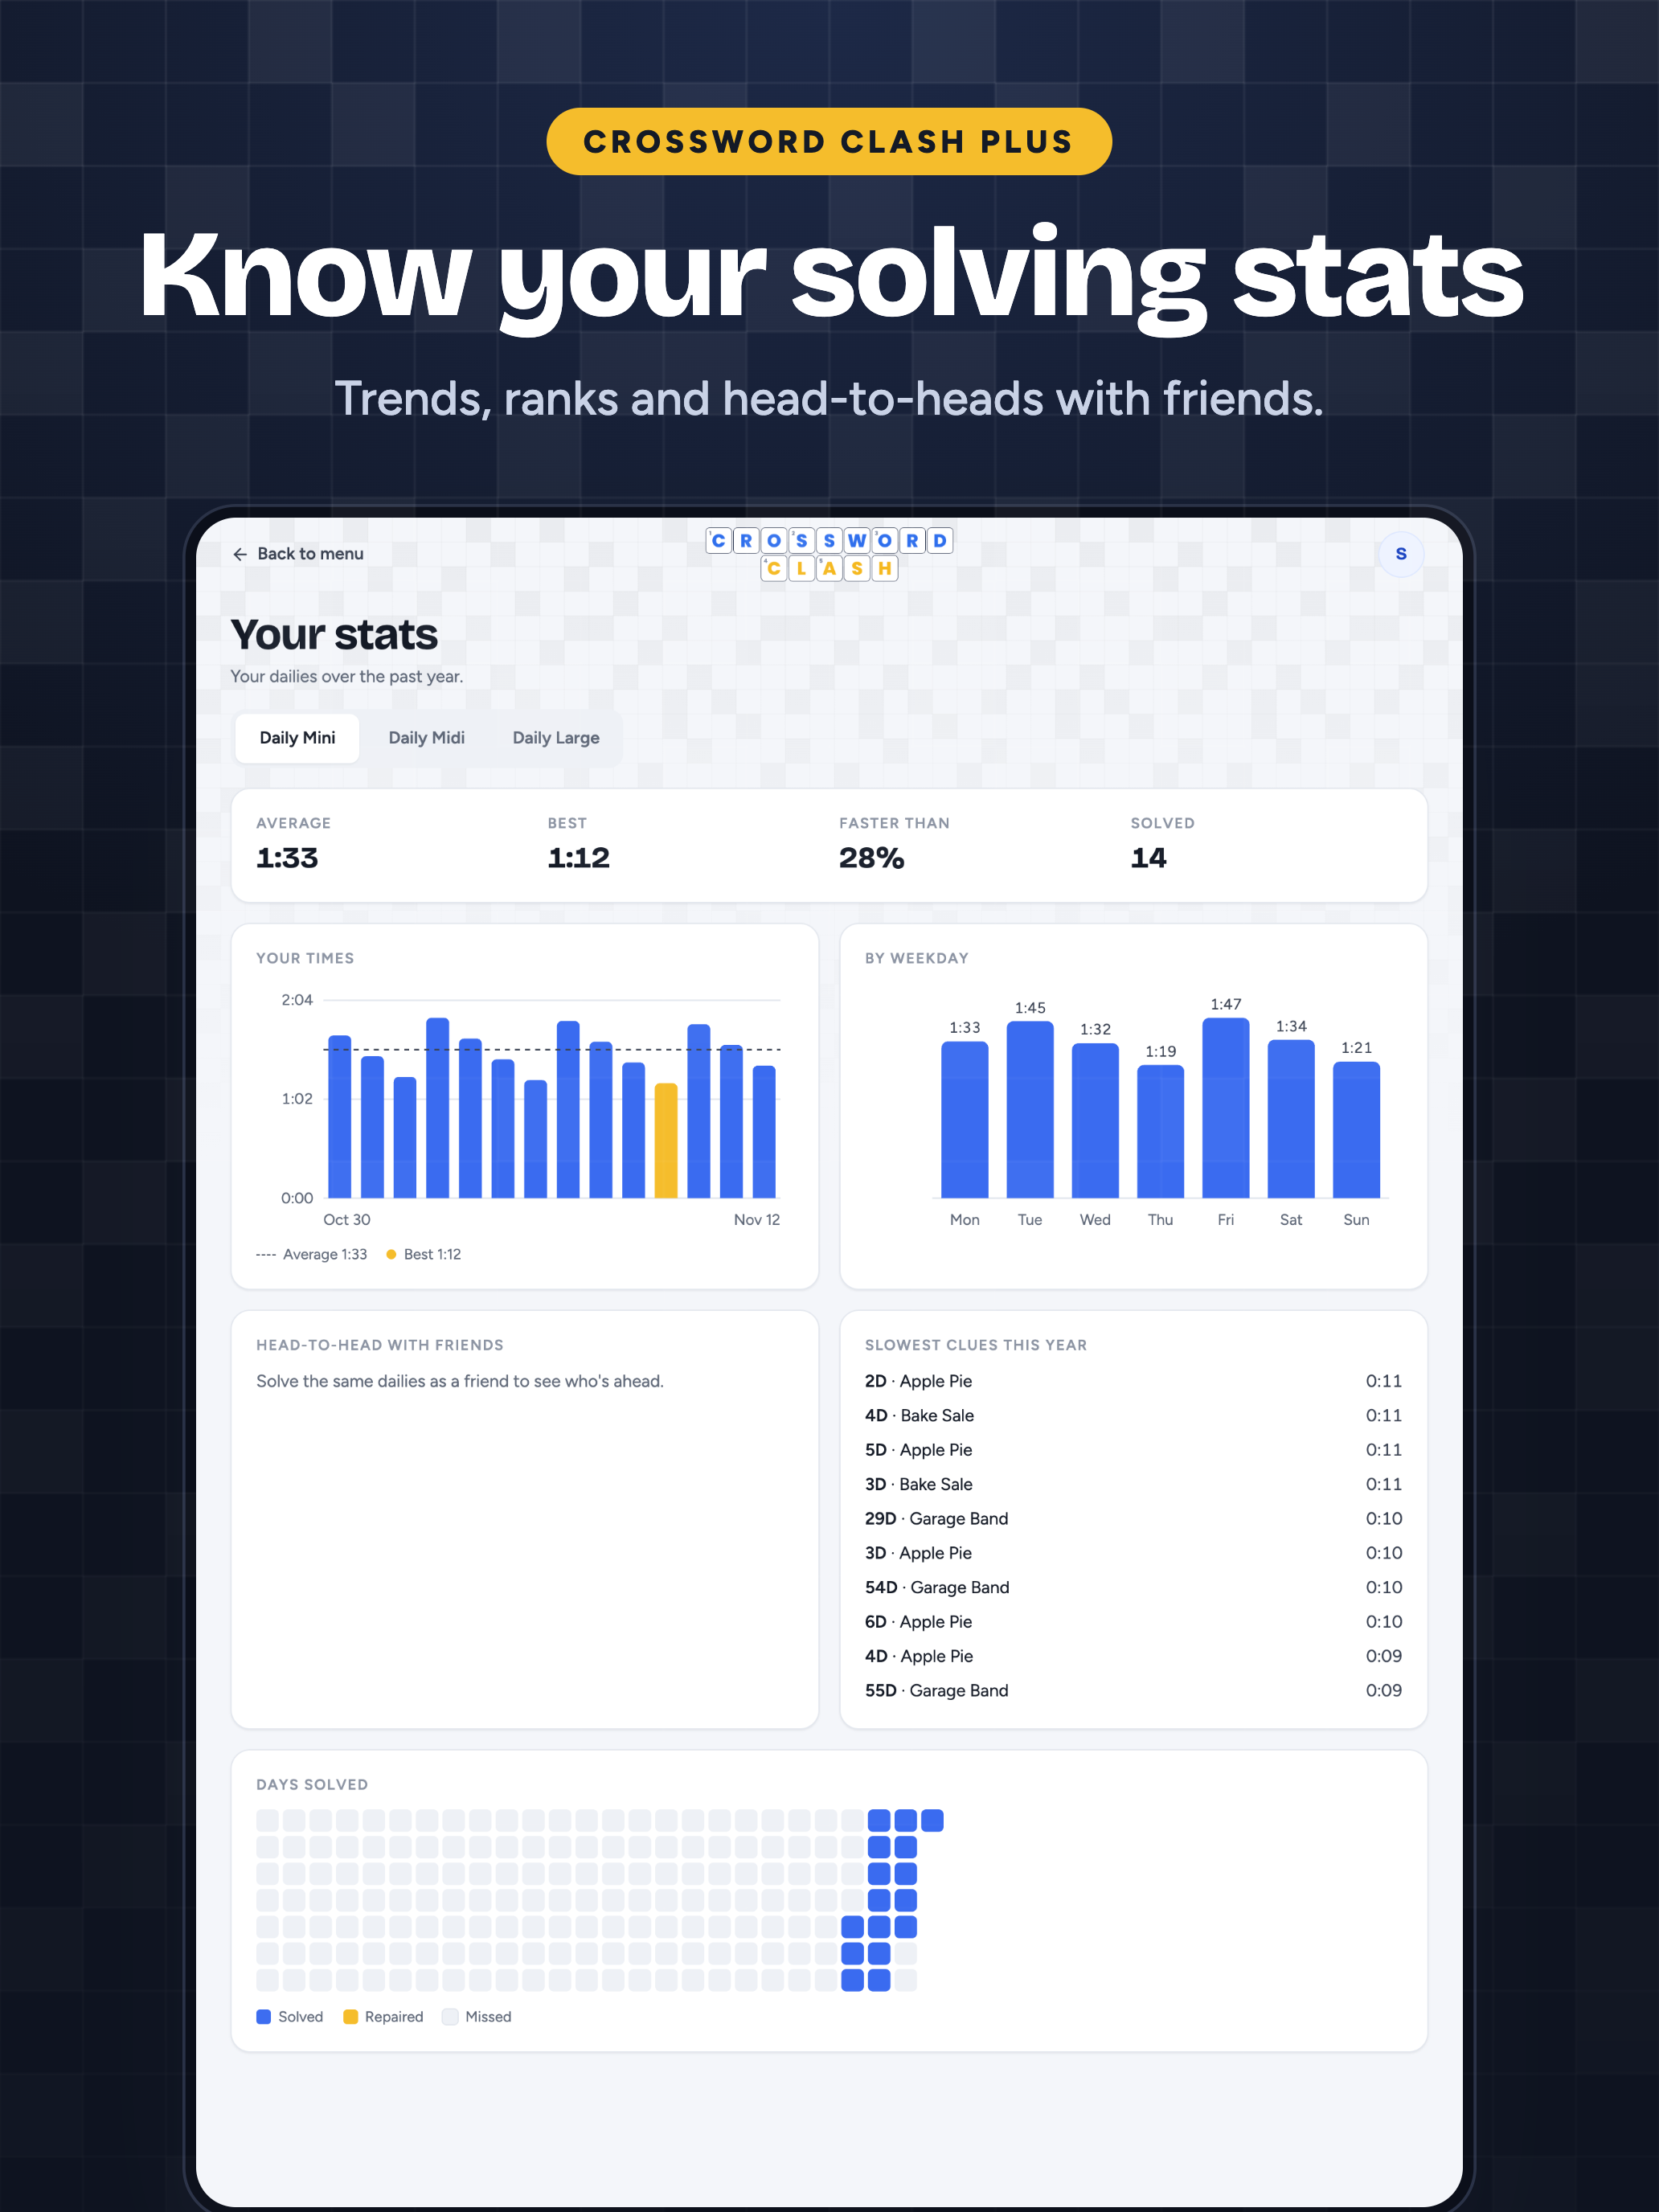 CROSSWORD CLASH PLUS
Know your solving stats
Trends, ranks and head-to-heads with friends.
← Back to menu
CROSSWORD
CLASH
S
Your stats
Your dailies over the past year.
Daily Mini Daily Midi Daily Large
AVERAGE BEST FASTER THAN SOLVED
1:33 1:12 28% 14
YOUR TIMES
2:04
1:02
0:00
Oct 30 Nov 12
Average 1:33 Best 1:12
BY WEEKDAY
1:33 1:45 1:32 1:19 1:47 1:34 1:21
Mon Tue Wed Thu Fri Sat Sun
HEAD-TO-HEAD WITH FRIENDS
Solve the same dailies as a friend to see who's ahead.
SLOWEST CLUES THIS YEAR
2D · Apple Pie 0:11
4D · Bake Sale 0:11
5D · Apple Pie 0:11
3D · Bake Sale 0:11
29D · Garage Band 0:10
3D · Apple Pie 0:10
54D · Garage Band 0:10
6D · Apple Pie 0:10
4D · Apple Pie 0:09
55D · Garage Band 0:09
DAYS SOLVED
Solved Repaired Missed